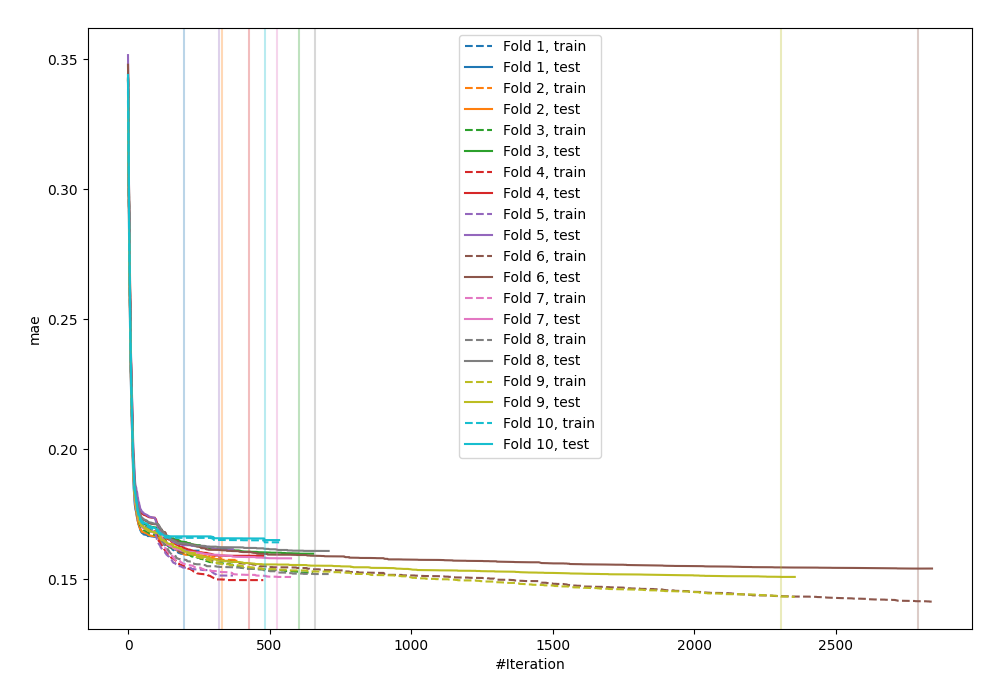 0.35
0.30
0.25
0.20
0.15
mae
0
500
1000
1500
2000
2500
#Iteration
Fold 1, train
Fold 1, test
Fold 2, train
Fold 2, test
Fold 3, train
Fold 3, test
Fold 4, train
Fold 4, test
Fold 5, train
Fold 5, test
Fold 6, train
Fold 6, test
Fold 7, train
Fold 7, test
Fold 8, train
Fold 8, test
Fold 9, train
Fold 9, test
Fold 10, train
Fold 10, test